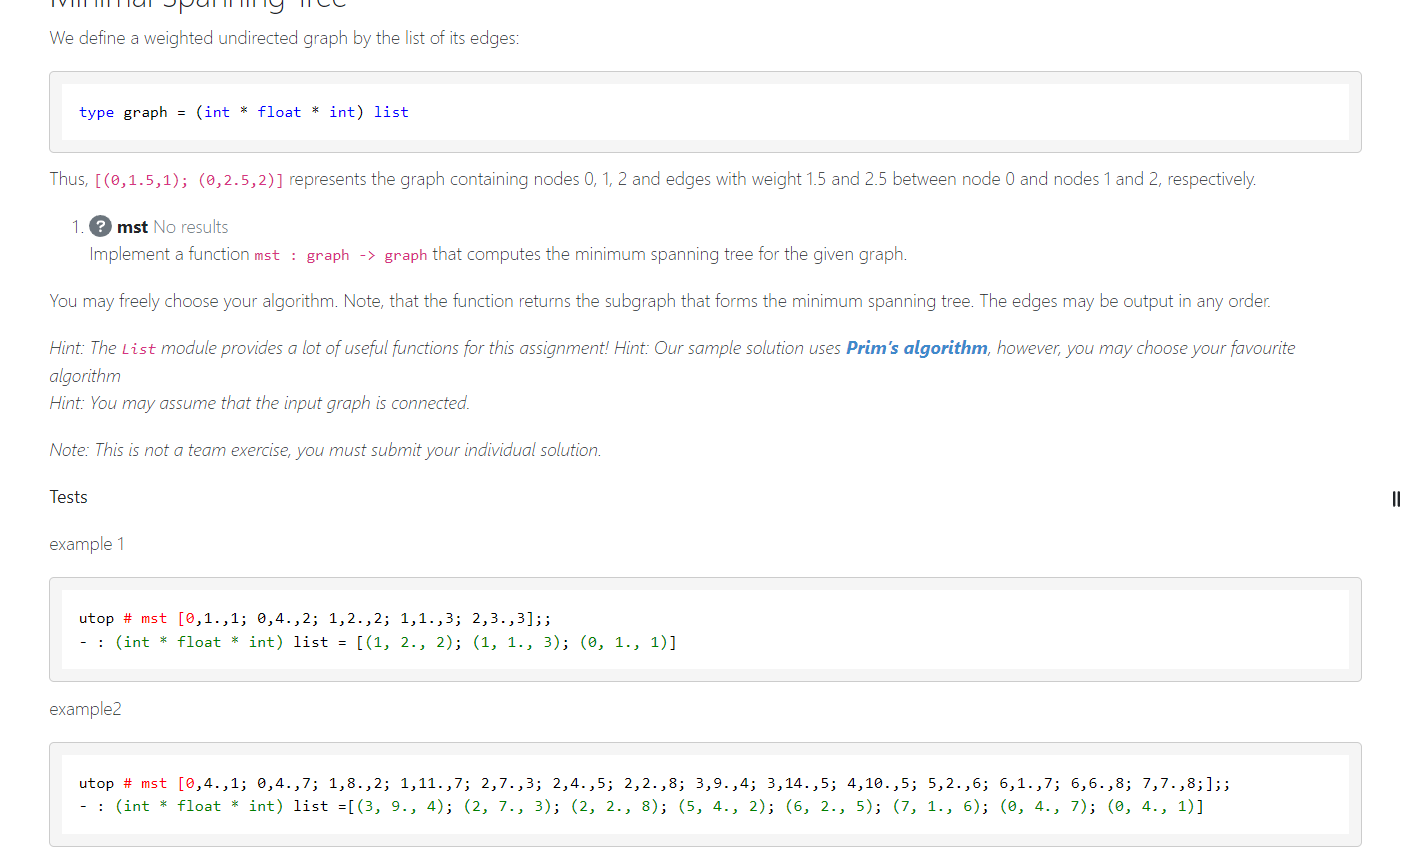 Minimal Spanning Tree
We define a weighted undirected graph by the list of its edges:
type graph = (int * float * int) list
Thus, [(0,1.5,1); (0,2.5,2)] represents the graph containing nodes 0, 1, 2 and edges with weight 1.5 and 2.5 between node 0 and nodes 1 and 2, respectively.
1. ? mst No results
Implement a function mst : graph -> graph that computes the minimum spanning tree for the given graph.
You may freely choose your algorithm. Note, that the function returns the subgraph that forms the minimum spanning tree. The edges may be output in any order.
Hint: The List module provides a lot of useful functions for this assignment! Hint: Our sample solution uses Prim's algorithm, however, you may choose your favourite
algorithm
Hint: You may assume that the input graph is connected.
Note: This is not a team exercise, you must submit your individual solution.
Tests
example 1
utop # mst [0,1.,1; 0,4.,2; 1,2.,2; 1,1.,3; 2,3.,3];;
- : (int * float * int) list = [(1, 2., 2); (1, 1., 3); (0, 1., 1)]
example2
utop # mst [0,4.,1; 0,4.,7; 1,8.,2; 1,11.,7; 2,7.,3; 2,4.,5; 2,2.,8; 3,9.,4; 3,14.,5; 4,10.,5; 5,2.,6; 6,1.,7; 6,6.,8; 7,7.,8;];;
- : (int * float * int) list =[(3, 9., 4); (2, 7., 3); (2, 2., 8); (5, 4., 2); (6, 2., 5); (7, 1., 6); (0, 4., 7); (0, 4., 1)]